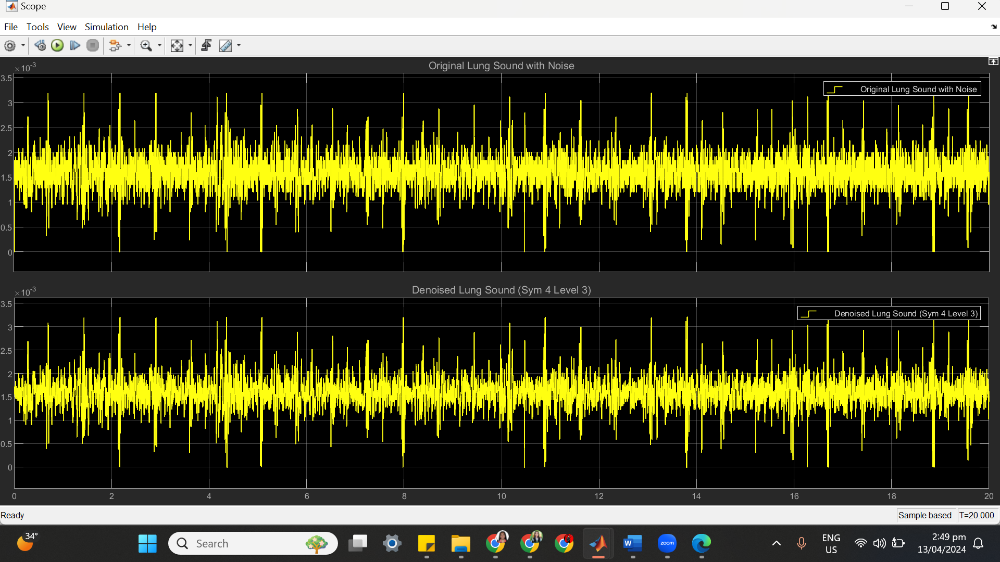 Scope
File Tools View Simulation Help
×10-3
Original Lung Sound with Noise
3.5
Original Lung Sound with Noise
3
2.5
2
1.5
1
0.5
0
×10-3
Denoised Lung Sound (Sym 4 Level 3)
3.5
Denoised Lung Sound (Sym 4 Level 3)
3
2.5
2
1.5
1
0.5
0
0 2 4 6 8 10 12 14 16 18 20
Ready Sample based T=20.000
34°
Search
W
zoom
ENG
US
2:49 pm
13/04/2024